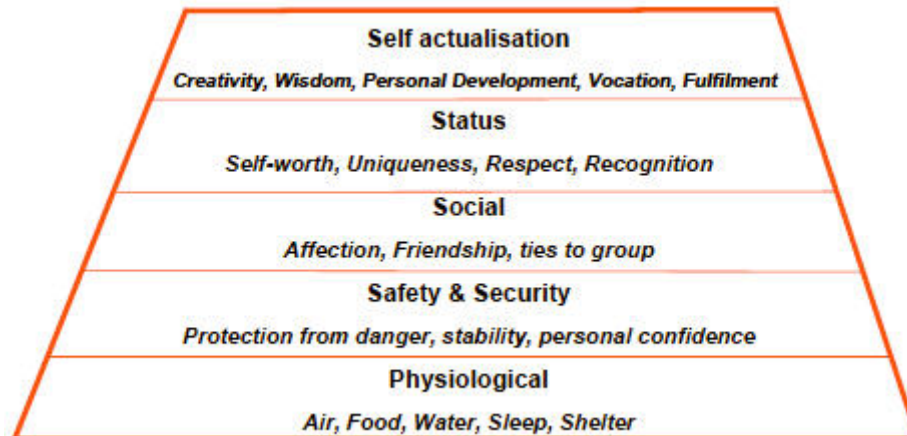 Self actualisation
Creativity, Wisdom, Personal Development, Vocation, Fulfilment
Status
Self-worth, Uniqueness, Respect, Recognition
Social
Affection, Friendship, ties to group
Safety & Security
Protection from danger, stability, personal confidence
Physiological
Air, Food, Water, Sleep, Shelter